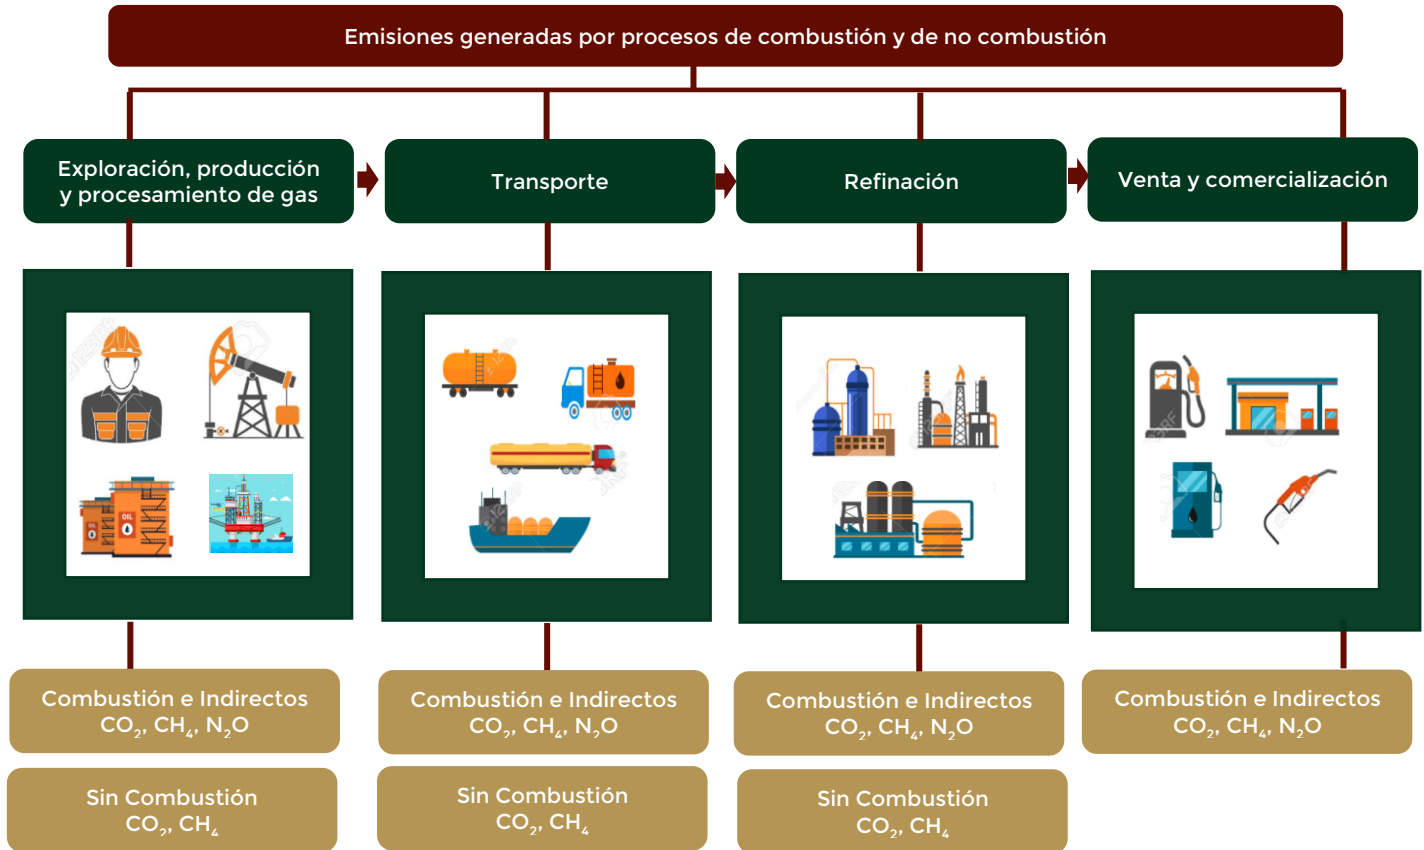 Emisiones generadas por procesos de combustión y de no combustión
Exploración, producción
y procesamiento de gas
Transporte
Refinación
Venta y comercialización
OIL
OIL
Combustión e Indirectos
CO₂, CH₄, N₂O
Combustión e Indirectos
CO₂, CH₄, N₂O
Combustión e Indirectos
CO₂, CH₄, N₂O
Combustión e Indirectos
CO₂, CH₄, N₂O
Sin Combustión
CO₂, CH₄
Sin Combustión
CO₂, CH₄
Sin Combustión
CO₂, CH₄